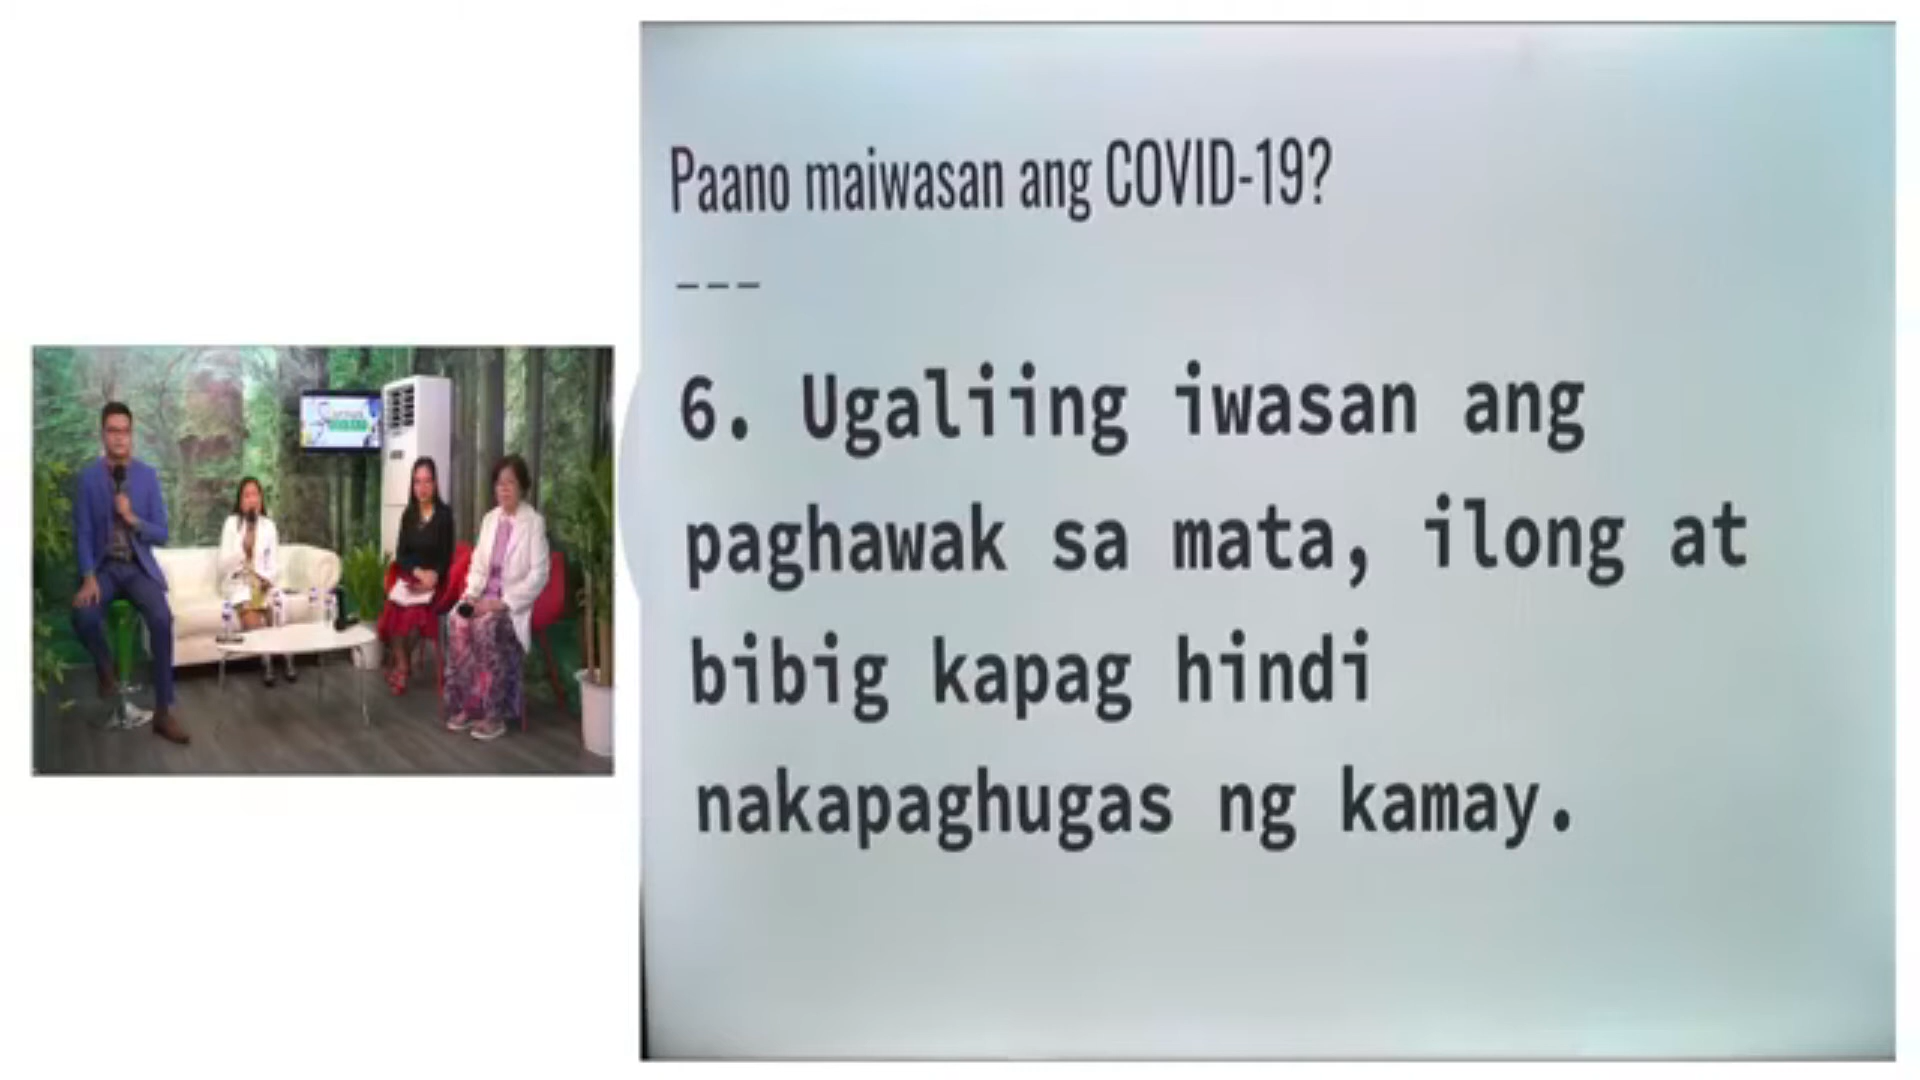 Paano maiwasan ang COVID-19?
---
6. Ugaliing iwasan ang
paghawak sa mata, ilong at
bibig kapag hindi
nakapaghugas ng kamay.